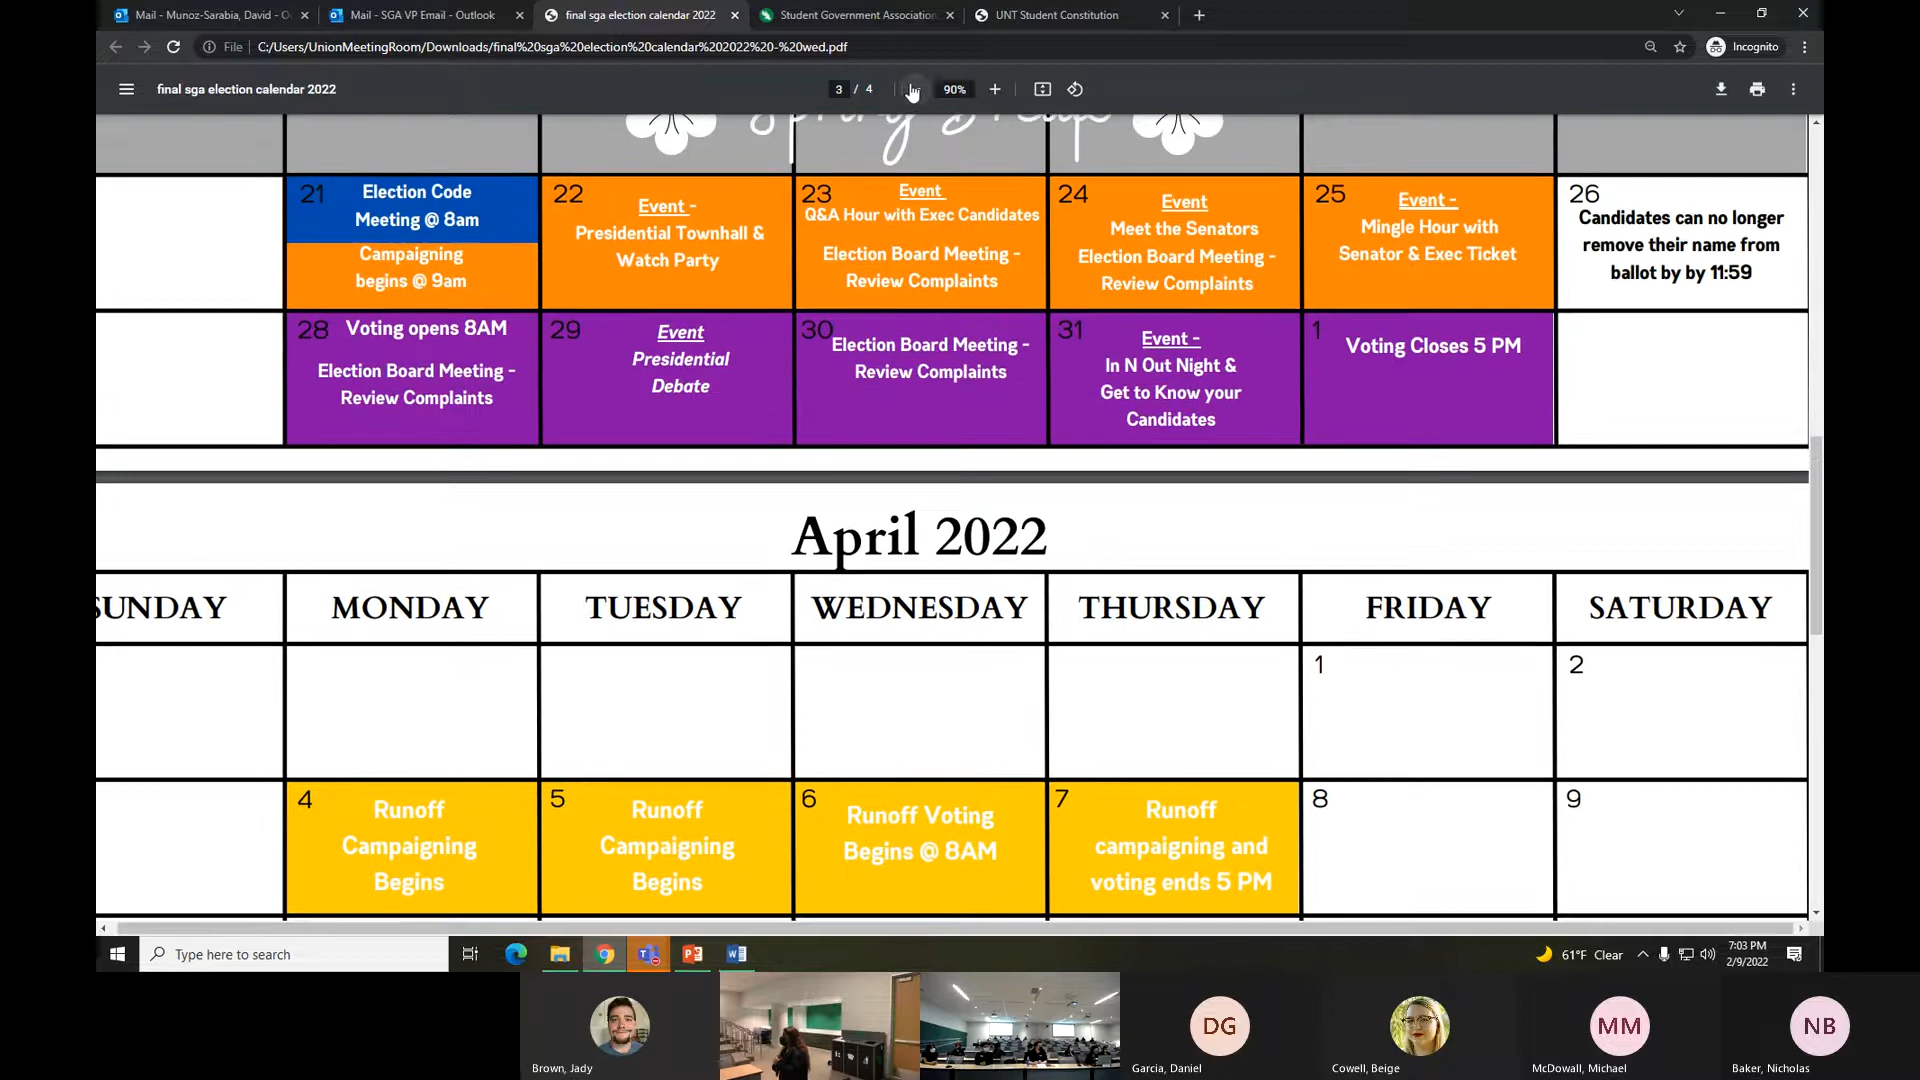 Mail - Munoz-Sarabia, David - O
Mail - SGA VP Email - Outlook
final sga election calendar 2022
Student Government Association
UNT Student Constitution
File
C:/Users/UnionMeetingRoom/Downloads/final%20sga%20election%20calendar%202022%20-%20wed.pdf
Incognito
final sga election calendar 2022
3 / 4
90%
Spring Break
21
Election Code
Meeting @ 8am
Campaigning
begins @ 9am
22
Event -
Presidential Townhall &
Watch Party
23
Event
Q&A Hour with Exec Candidates
Election Board Meeting -
Review Complaints
24
Event
Meet the Senators
Election Board Meeting -
Review Complaints
25
Event -
Mingle Hour with
Senator & Exec Ticket
26
Candidates can no longer
remove their name from
ballot by by 11:59
28
Voting opens 8AM
Election Board Meeting -
Review Complaints
29
Event
Presidential
Debate
30
Election Board Meeting -
Review Complaints
31
Event -
In N Out Night &
Get to Know your
Candidates
1
Voting Closes 5 PM
April 2022
SUNDAY
MONDAY
TUESDAY
WEDNESDAY
THURSDAY
FRIDAY
SATURDAY
1
2
4
Runoff
Campaigning
Begins
5
Runoff
Campaigning
Begins
6
Runoff Voting
Begins @ 8AM
7
Runoff
campaigning and
voting ends 5 PM
8
9
Type here to search
61°F Clear
7:03 PM
2/9/2022
Brown, Jady
DG
Garcia, Daniel
Cowell, Beige
MM
McDowall, Michael
NB
Baker, Nicholas